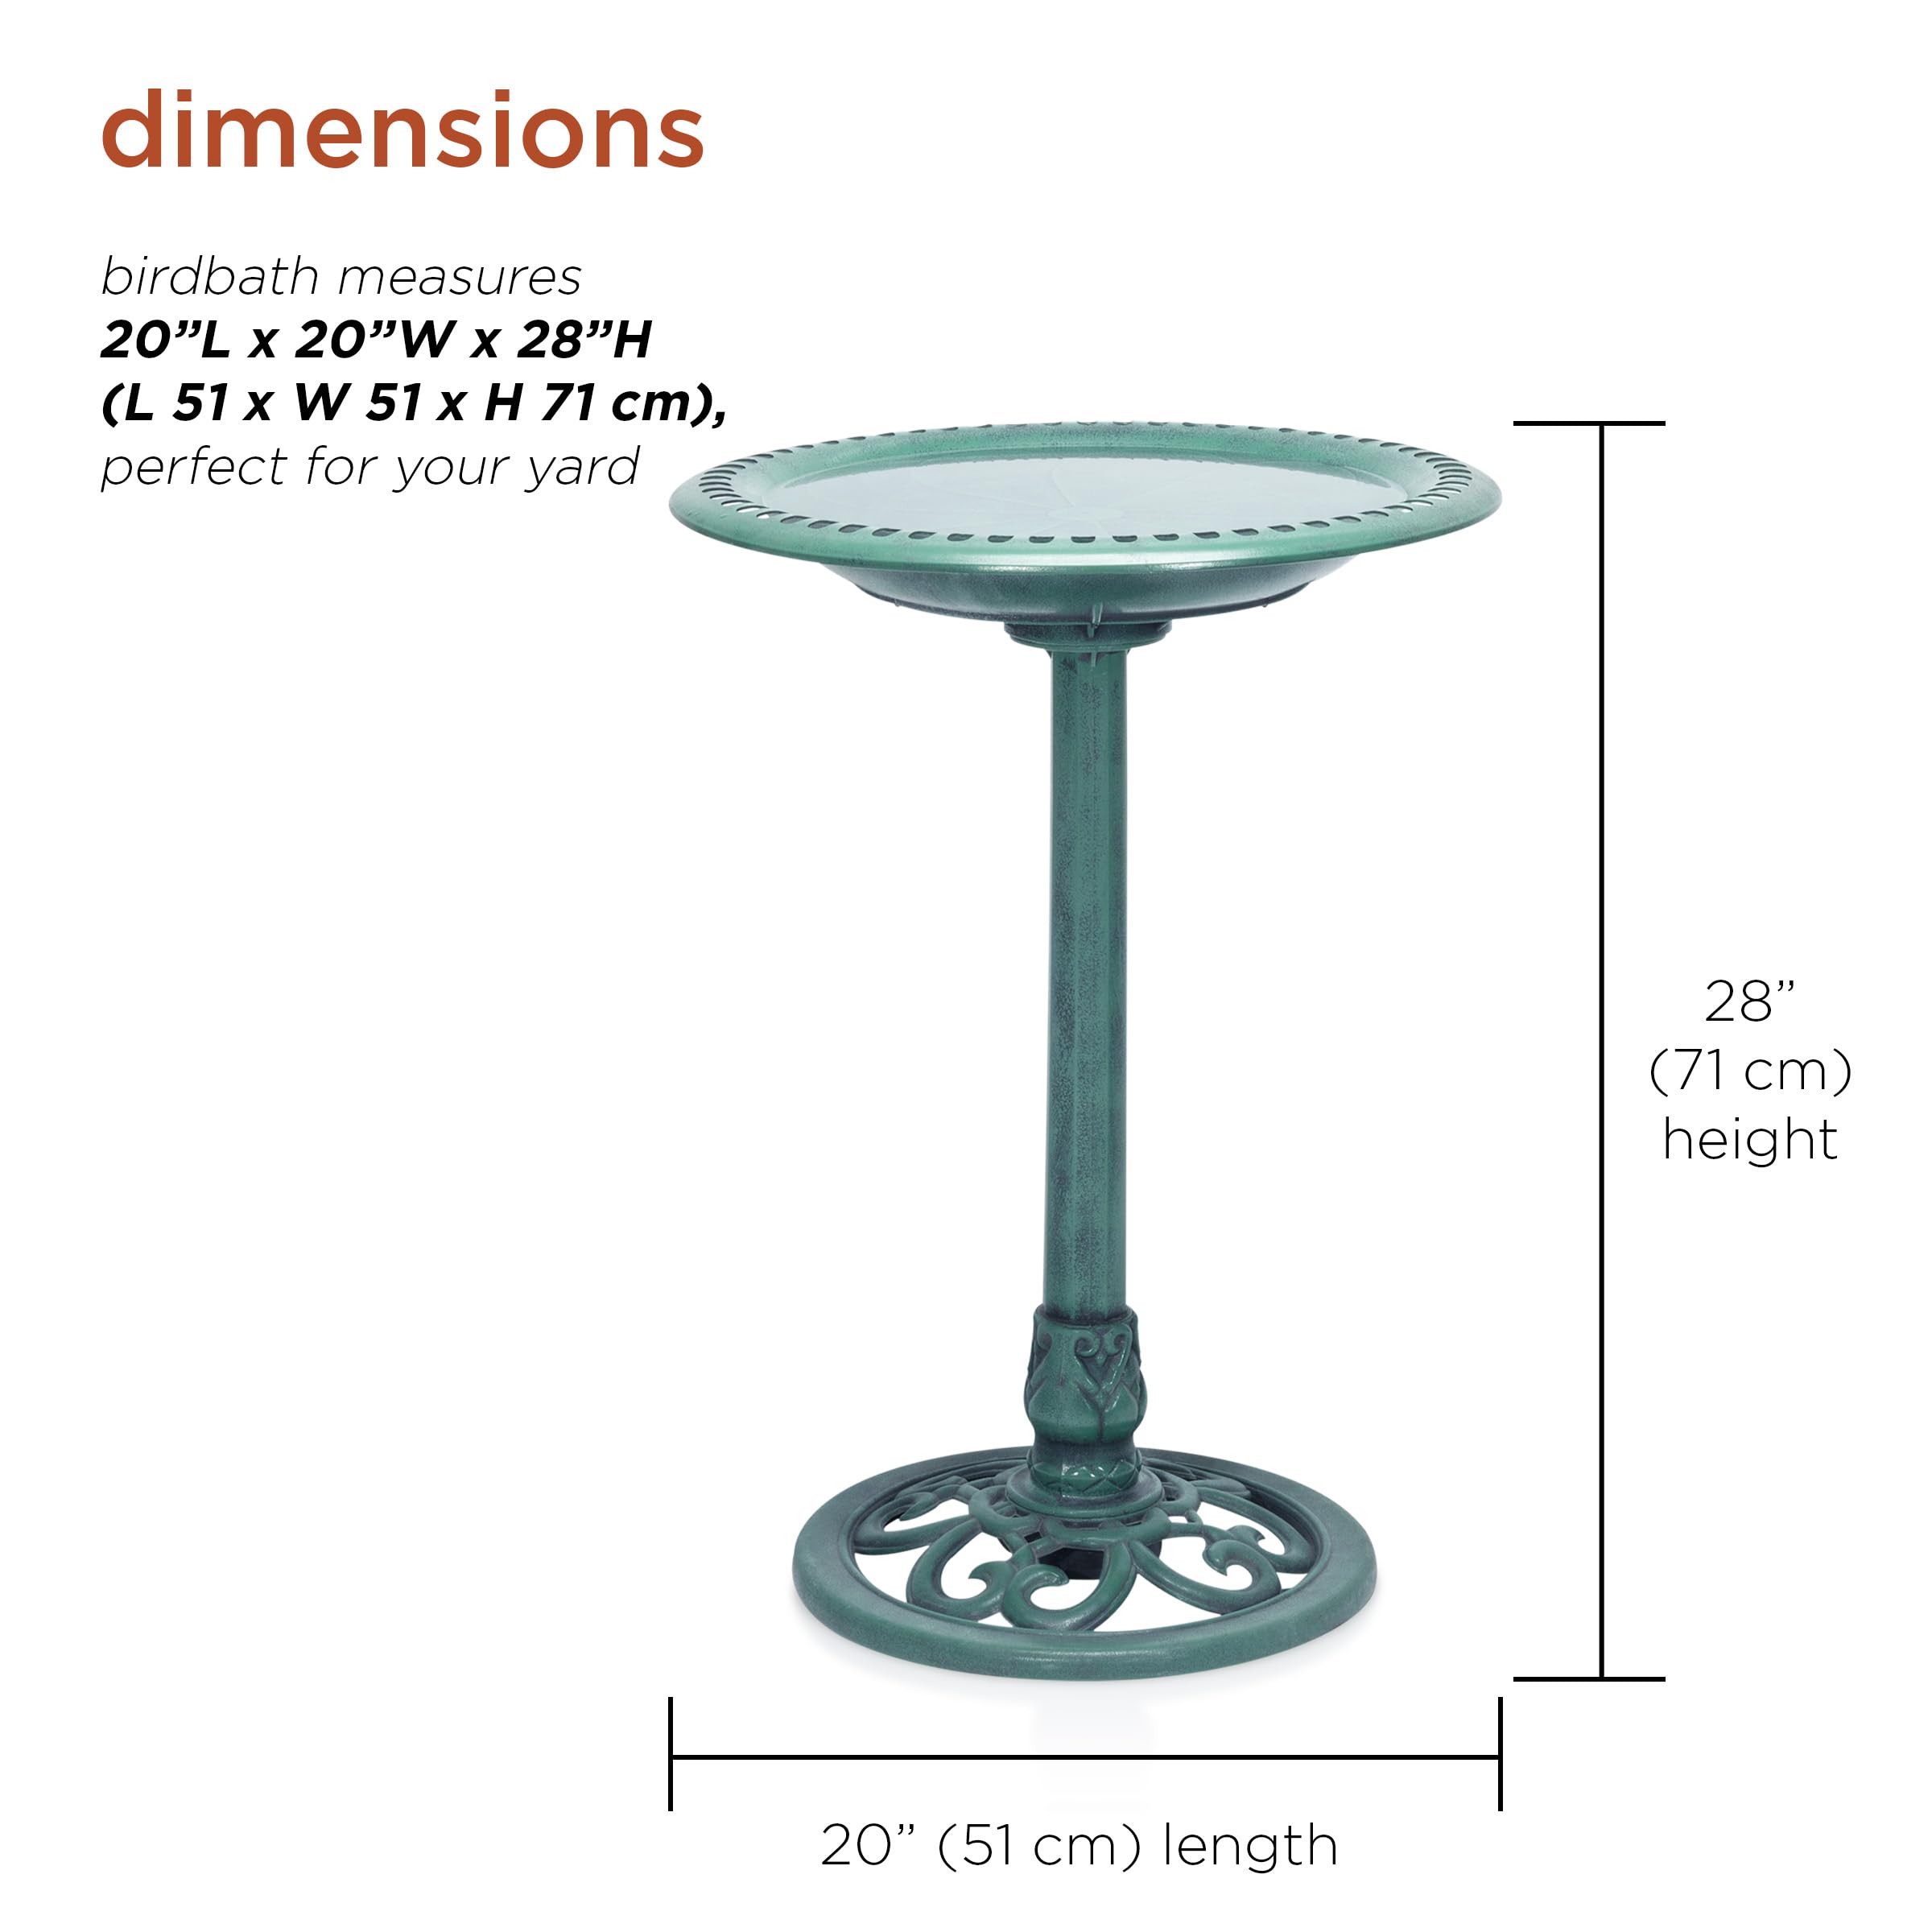 dimensions
birdbath measures
20”L x 20”W x 28”H
(L 51 x W 51 x H 71 cm),
perfect for your yard
28”
(71 cm)
height
20” (51 cm) length